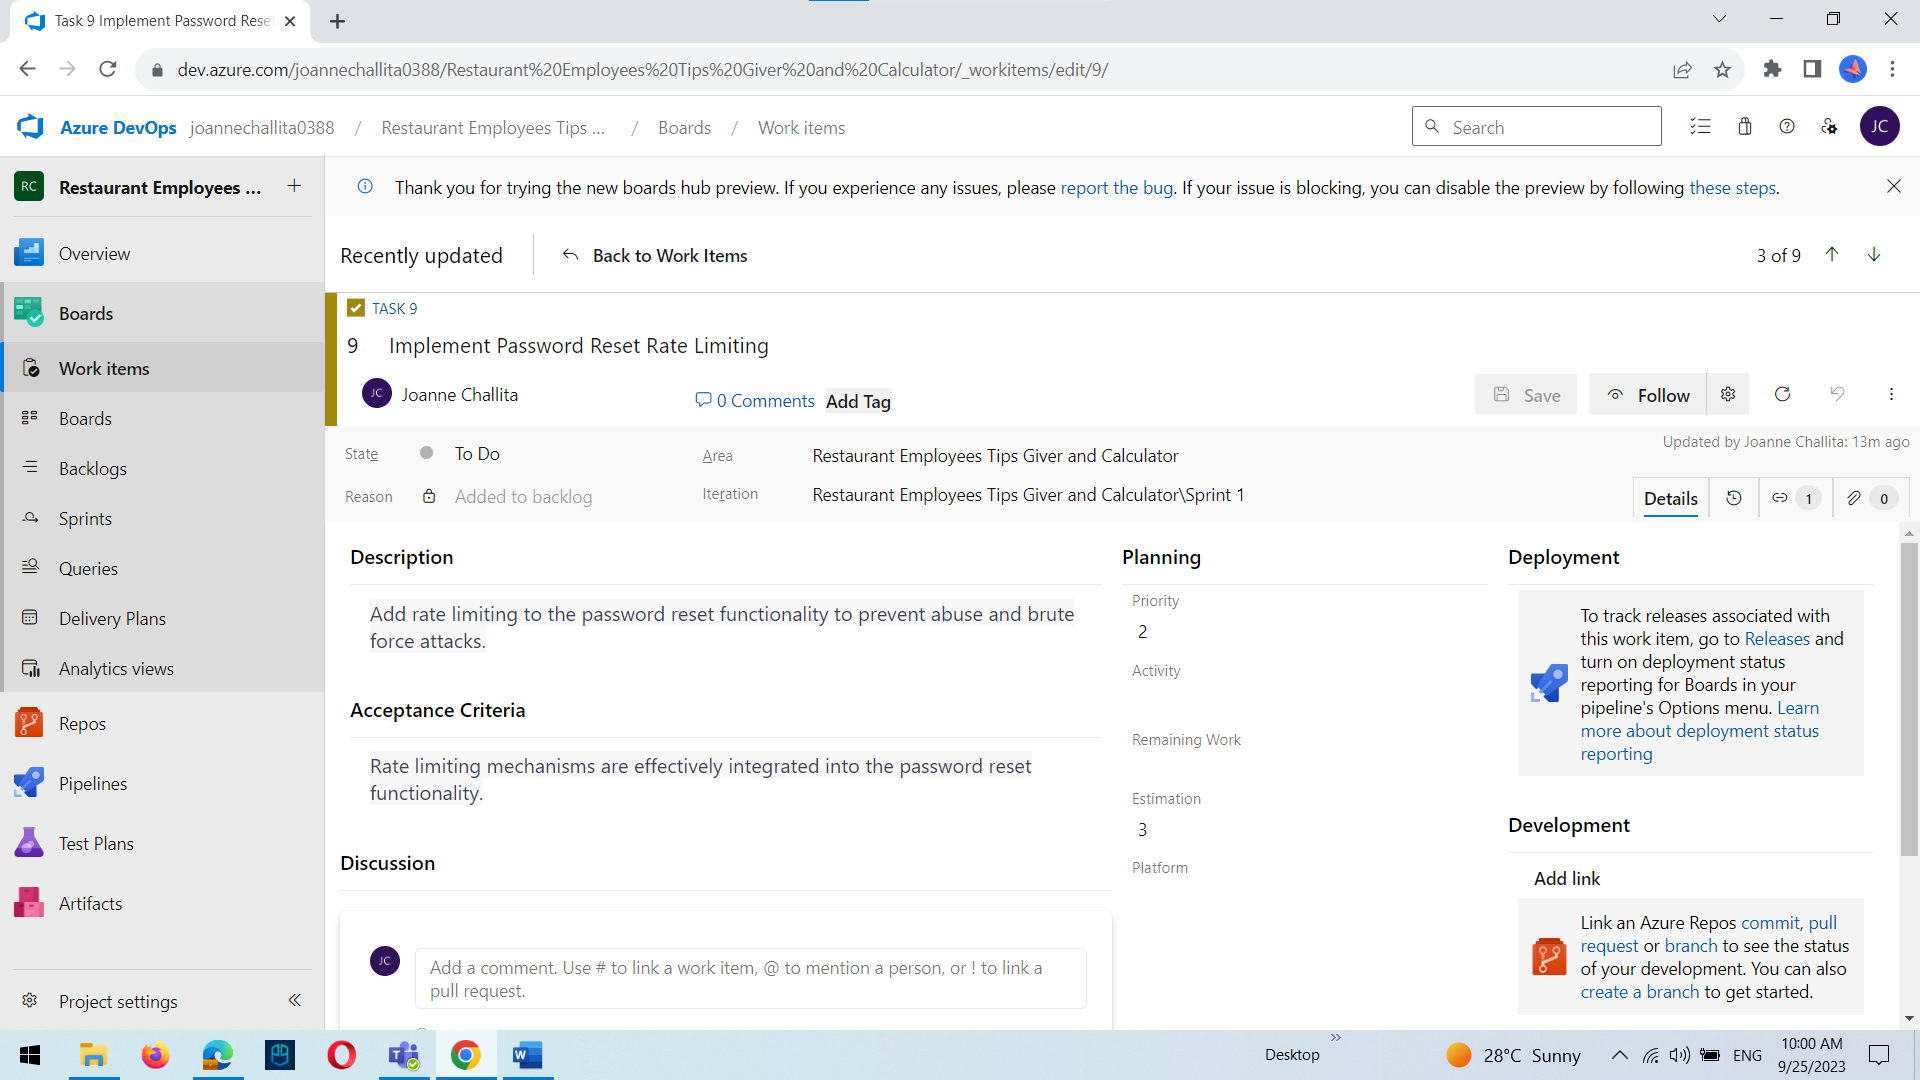 Task 9 Implement Password Rese
dev.azure.com/joannechallita0388/Restaurant%20Employees%20Tips%20Giver%20and%20Calculator/_workitems/edit/9/
Azure DevOps joannechallita0388 / Restaurant Employees Tips ... / Boards / Work items
Search
JC
RC Restaurant Employees ...
Thank you for trying the new boards hub preview. If you experience any issues, please report the bug. If your issue is blocking, you can disable the preview by following these steps.
Overview
Boards
Work items
Boards
Backlogs
Sprints
Queries
Delivery Plans
Analytics views
Repos
Pipelines
Test Plans
Artifacts
Project settings
Recently updated
Back to Work Items
3 of 9
TASK 9
9 Implement Password Reset Rate Limiting
JC Joanne Challita
0 Comments
Add Tag
Save
Follow
State
To Do
Area
Restaurant Employees Tips Giver and Calculator
Updated by Joanne Challita: 13m ago
Reason
Added to backlog
Iteration
Restaurant Employees Tips Giver and Calculator\Sprint 1
Details
1
0
Description
Add rate limiting to the password reset functionality to prevent abuse and brute
force attacks.
Acceptance Criteria
Rate limiting mechanisms are effectively integrated into the password reset
functionality.
Discussion
JC
Add a comment. Use # to link a work item, @ to mention a person, or ! to link a
pull request.
Planning
Priority
2
Activity
Remaining Work
Estimation
3
Platform
Deployment
To track releases associated with
this work item, go to Releases and
turn on deployment status
reporting for Boards in your
pipeline's Options menu. Learn
more about deployment status
reporting
Development
Add link
Link an Azure Repos commit, pull
request or branch to see the status
of your development. You can also
create a branch to get started.
Desktop
28°C Sunny
ENG
10:00 AM
9/25/2023